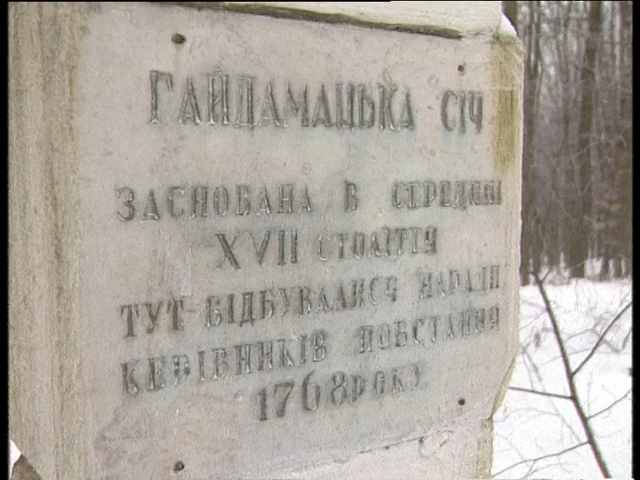 ГАЙДАМАЦЬКА СІЧ
ЗАСНОВАНА В СЕРЕДИНІ
XVII СТОЛІТТЯ
ТУТ ВІДБУВАЛИСЯ НАРАДИ
КЕРІВНИКІВ ПОВСТАННЯ
1768 РОКУ